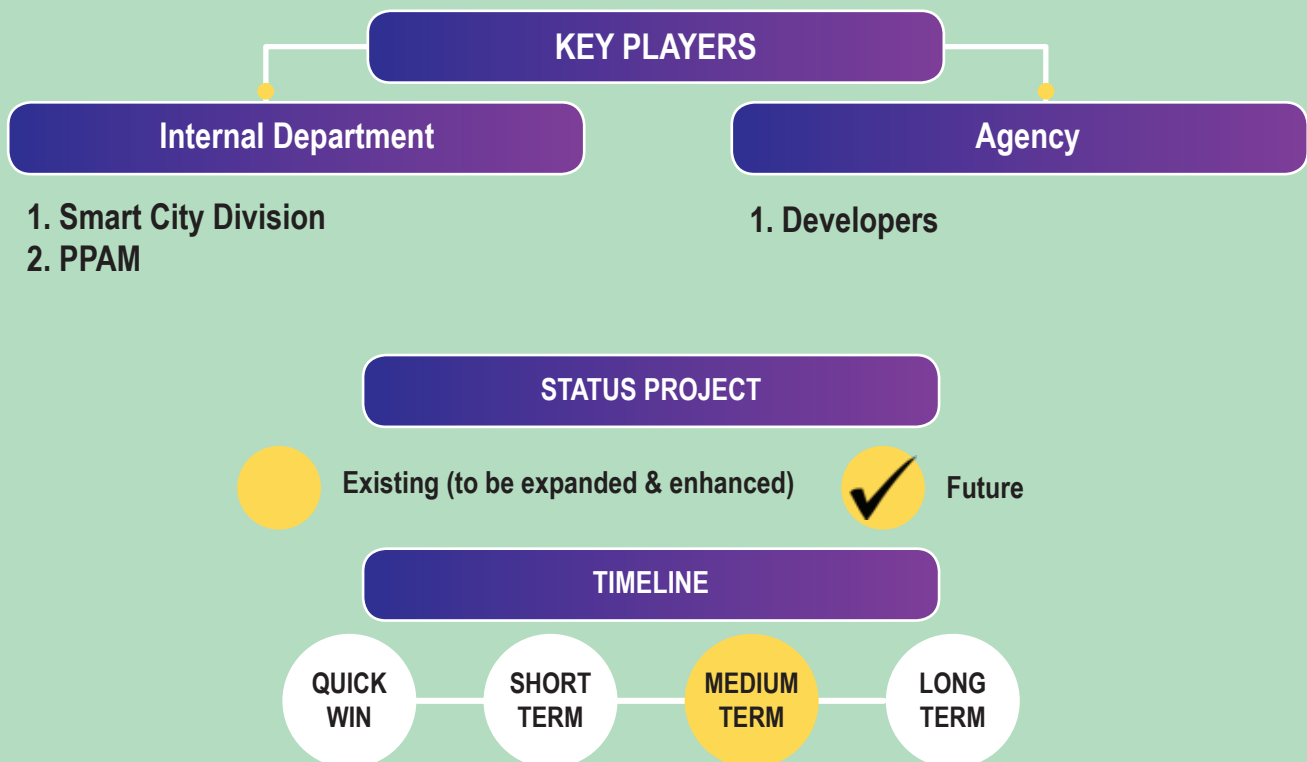 KEY PLAYERS
Internal Department
Agency
1. Smart City Division
2. PPAM
1. Developers
STATUS PROJECT
Existing (to be expanded & enhanced)
Future
TIMELINE
QUICK
WIN
SHORT
TERM
MEDIUM
TERM
LONG
TERM